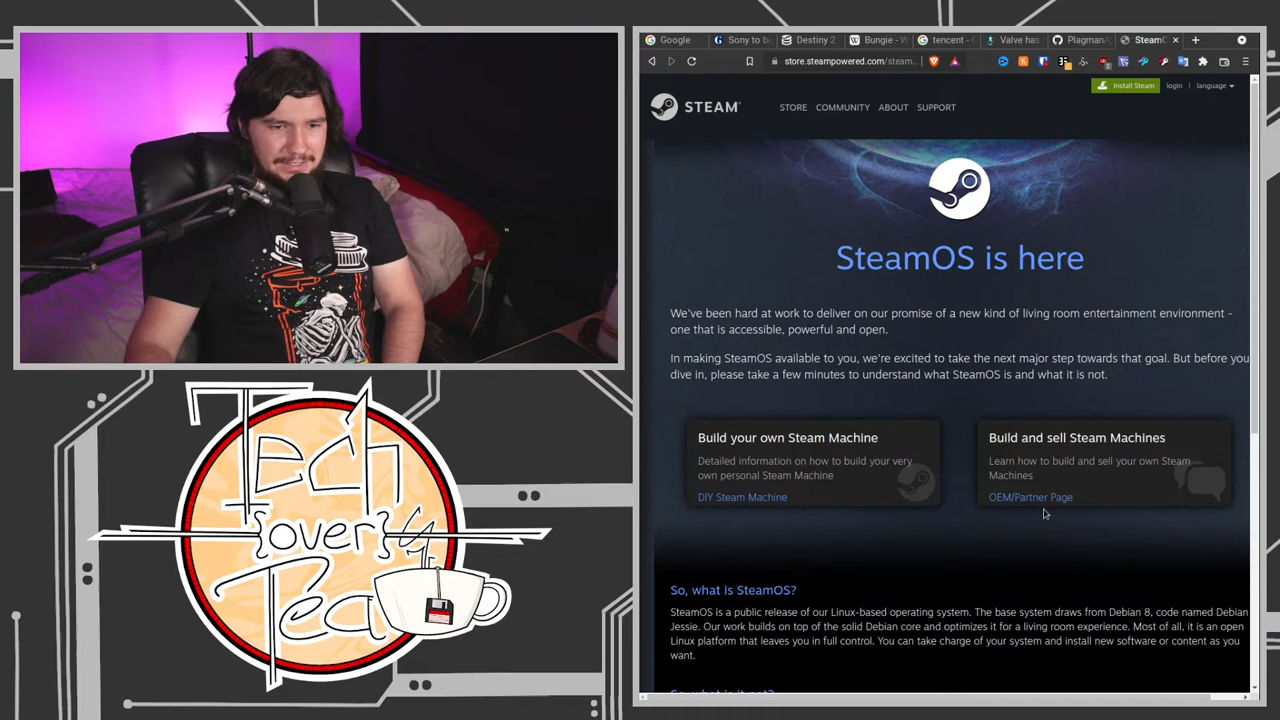 Google
Sony to b
Destiny 2
Bungie - W
tencent - G
Valve has
Plagman/
SteamO
store.steampowered.com/steam...
Install Steam
login
language
STEAM
STORE
COMMUNITY
ABOUT
SUPPORT
SteamOS is here
We've been hard at work to deliver on our promise of a new kind of living room entertainment environment -
one that is accessible, powerful and open.
In making SteamOS available to you, we're excited to take the next major step towards that goal. But before you
dive in, please take a few minutes to understand what SteamOS is and what it is not.
Build your own Steam Machine
Detailed information on how to build your very
own personal Steam Machine
DIY Steam Machine
Build and sell Steam Machines
Learn how to build and sell your own Steam
Machines
OEM/Partner Page
So, what is SteamOS?
SteamOS is a public release of our Linux-based operating system. The base system draws from Debian 8, code named Debian
Jessie. Our work builds on top of the solid Debian core and optimizes it for a living room experience. Most of all, it is an open
Linux platform that leaves you in full control. You can take charge of your system and install new software or content as you
want.
So, what is it not?
Tech
{over} a
Tea